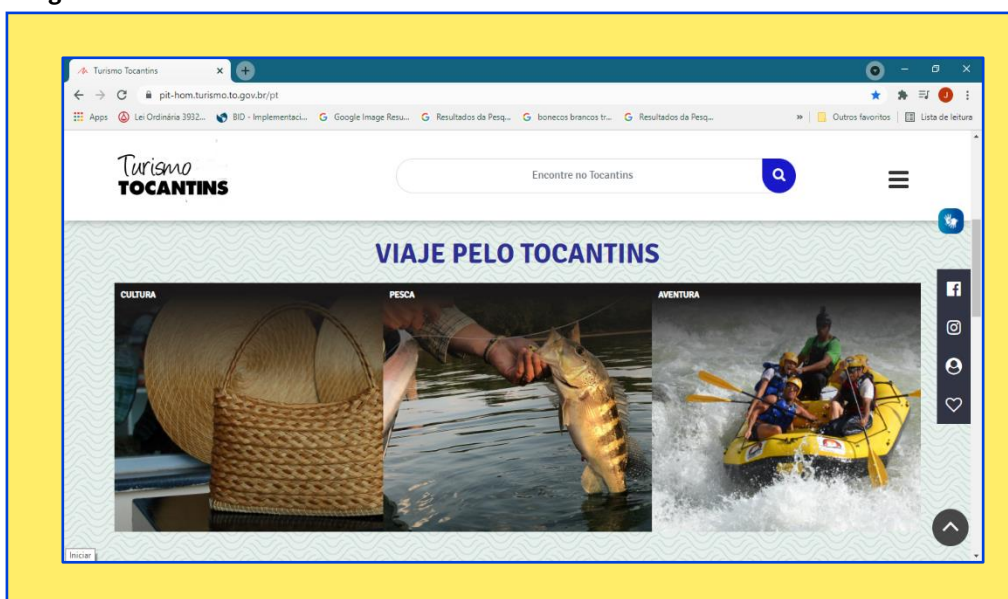 Turismo Tocantins
pit-hom.turismo.to.gov.br/pt
Apps Lei Ordinária 3932... BID - Implementaci... Google Image Resu... Resultados da Pesq... bonecos brancos tr... Resultados da Pesq... » Outros favoritos Lista de leitura
Turismo
TOCANTINS
Encontre no Tocantins
VIAJE PELO TOCANTINS
CULTURA PESCA AVENTURA
Iniciar